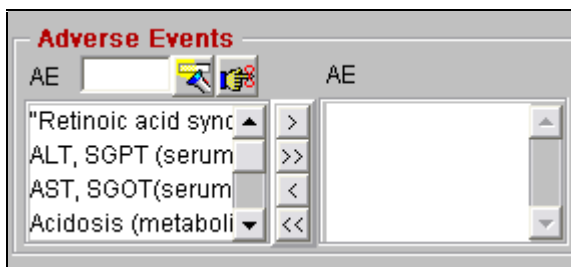 Adverse Events
AE AE
"Retinoic acid sync
ALT, SGPT (serum
AST, SGOT(serum
Acidosis (metaboli
>
>>
<
<<